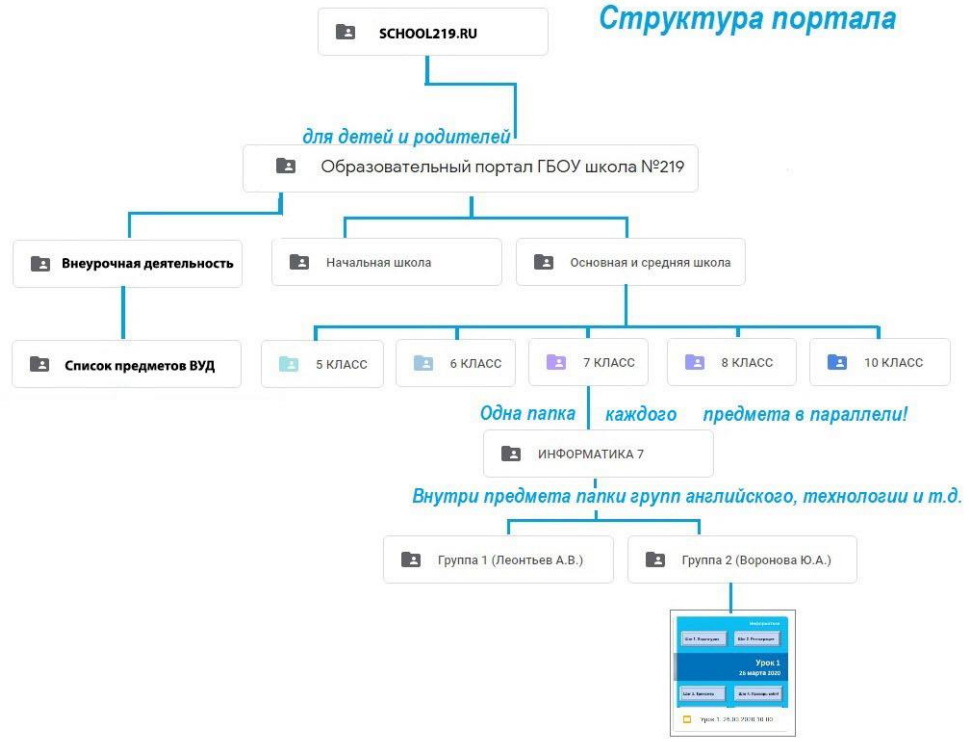 Структура портала
SCHOOL219.RU
для детей и родителей
Образовательный портал ГБОУ школа №219
Внеурочная деятельность
Начальная школа
Основная и средняя школа
Список предметов ВУД
5 КЛАСС
6 КЛАСС
7 КЛАСС
8 КЛАСС
10 КЛАСС
Одна папка каждого предмета в параллели!
ИНФОРМАТИКА 7
Внутри предмета папки групп английского, технологии и т.д.
Группа 1 (Леонтьев А.В.)
Группа 2 (Воронова Ю.А.)
Урок 1
26 марта 2020